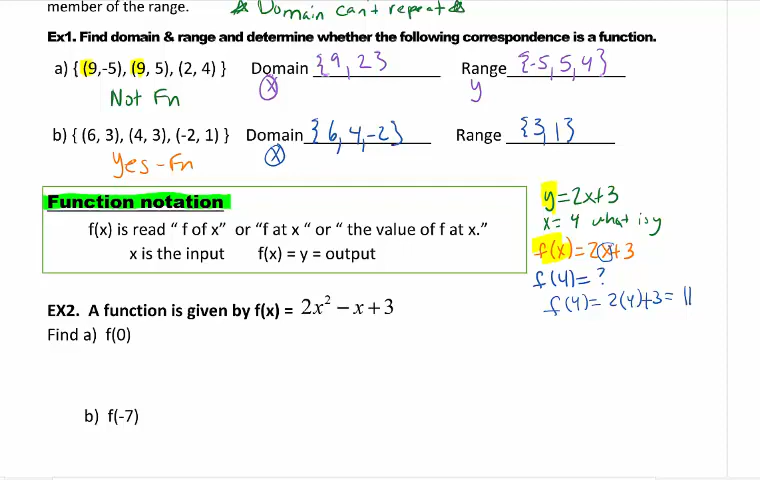 member of the range. * Domain can't repeat *
Ex1. Find domain & range and determine whether the following correspondence is a function.
a) { (9,-5), (9, 5), (2, 4) } Domain {9, 2} Range {-5, 5, 4}
Not Fn x y
b) { (6, 3), (4, 3), (-2, 1) } Domain {6, 4, -2} Range {3, 1}
Yes - Fn x
Function notation
f(x) is read " f of x" or "f at x " or " the value of f at x."
x is the input f(x) = y = output
y = 2x+3
x = 4 what is y
f(x) = 2x+3
f(4) = ?
f(4) = 2(4)+3 = 11
EX2. A function is given by f(x) = 2x² − x + 3
Find a) f(0)
b) f(-7)